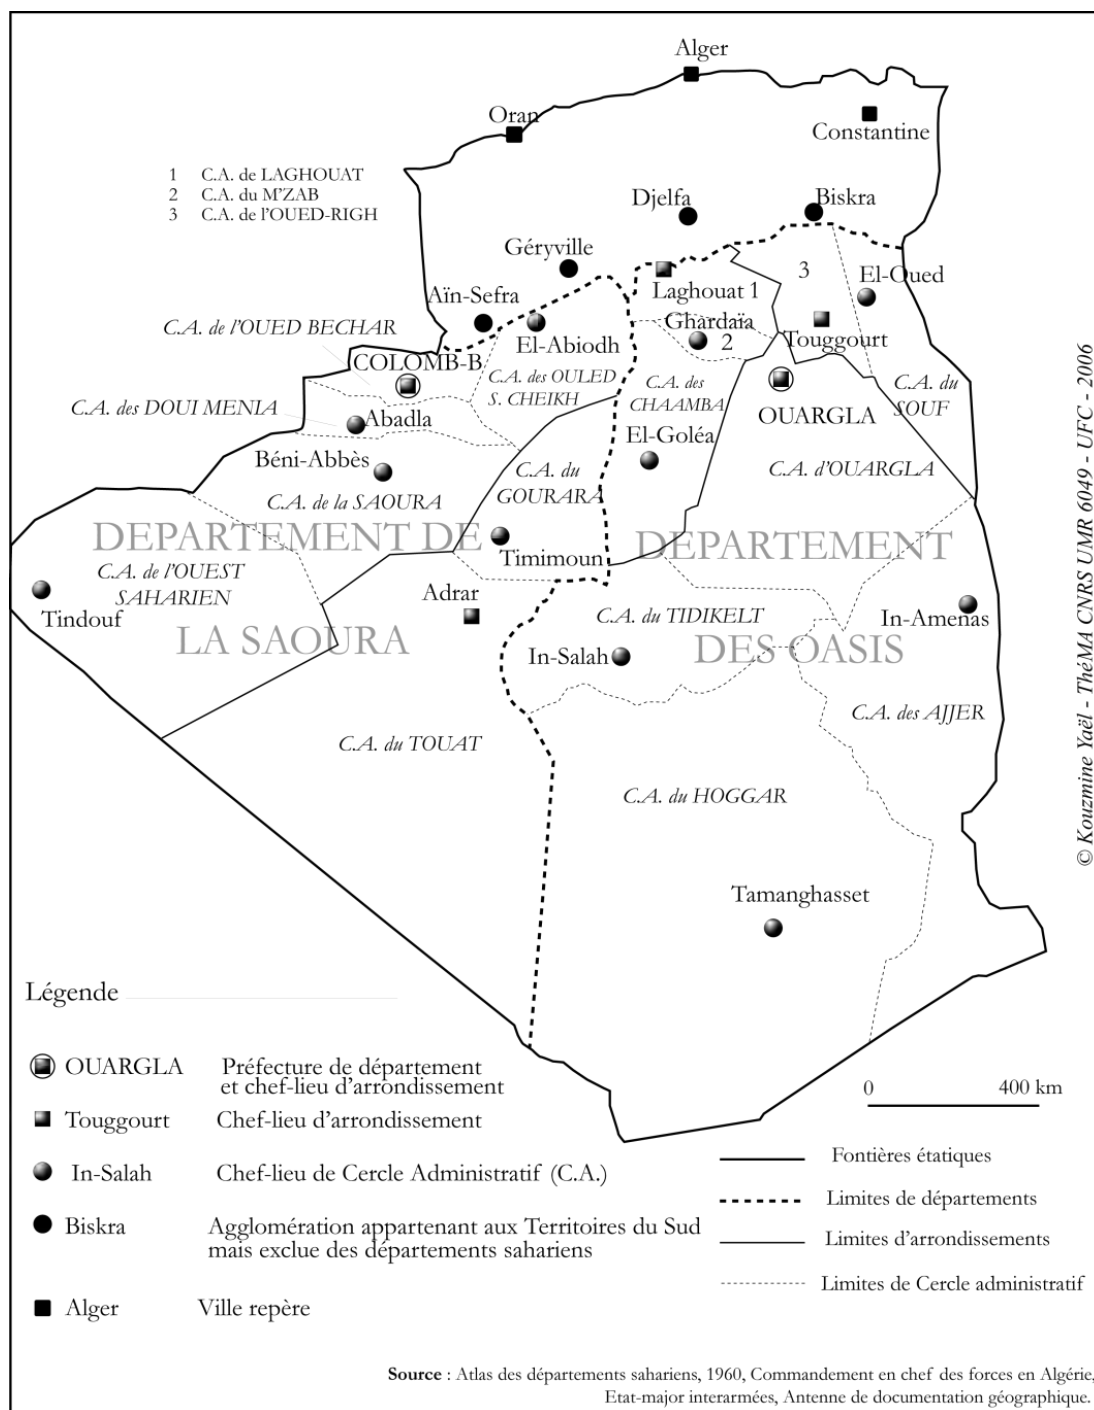 Alger
Oran
Constantine
1 C.A. de LAGHOUAT
2 C.A. du M'ZAB
3 C.A. de l'OUED-RIGH
Djelfa
Biskra
Géryville
3
El-Oued
Aïn-Sefra
Laghouat 1
C.A. de l'OUED BECHAR
Ghardaïa
2
Touggourt
El-Abiodh
COLOMB-B
C.A. des OULED
S. CHEIKH
C.A. des
CHAAMBA
C.A. du
SOUF
C.A. des DOUI MENIA
Abadla
OUARGLA
El-Goléa
Béni-Abbès
C.A. du
GOURARA
C.A. d'OUARGLA
C.A. de la SAOURA
DEPARTEMENT DE
LA SAOURA
DEPARTEMENT
DES OASIS
Timimoun
C.A. de l'OUEST
SAHARIEN
Tindouf
Adrar
C.A. du TIDIKELT
In-Amenas
In-Salah
C.A. des AJJER
C.A. du TOUAT
C.A. du HOGGAR
Tamanghasset
© Kouzmine Yaël - ThéMA CNRS UMR 6049 - UFC - 2006
Légende
OUARGLA Préfecture de département
et chef-lieu d'arrondissement
Touggourt Chef-lieu d'arrondissement
In-Salah Chef-lieu de Cercle Administratif (C.A.)
Biskra Agglomération appartenant aux Territoires du Sud
mais exclue des départements sahariens
Alger Ville repère
0 400 km
Fontières étatiques
Limites de départements
Limites d'arrondissements
Limites de Cercle administratif
Source : Atlas des départements sahariens, 1960, Commandement en chef des forces en Algérie,
Etat-major interarmées, Antenne de documentation géographique.